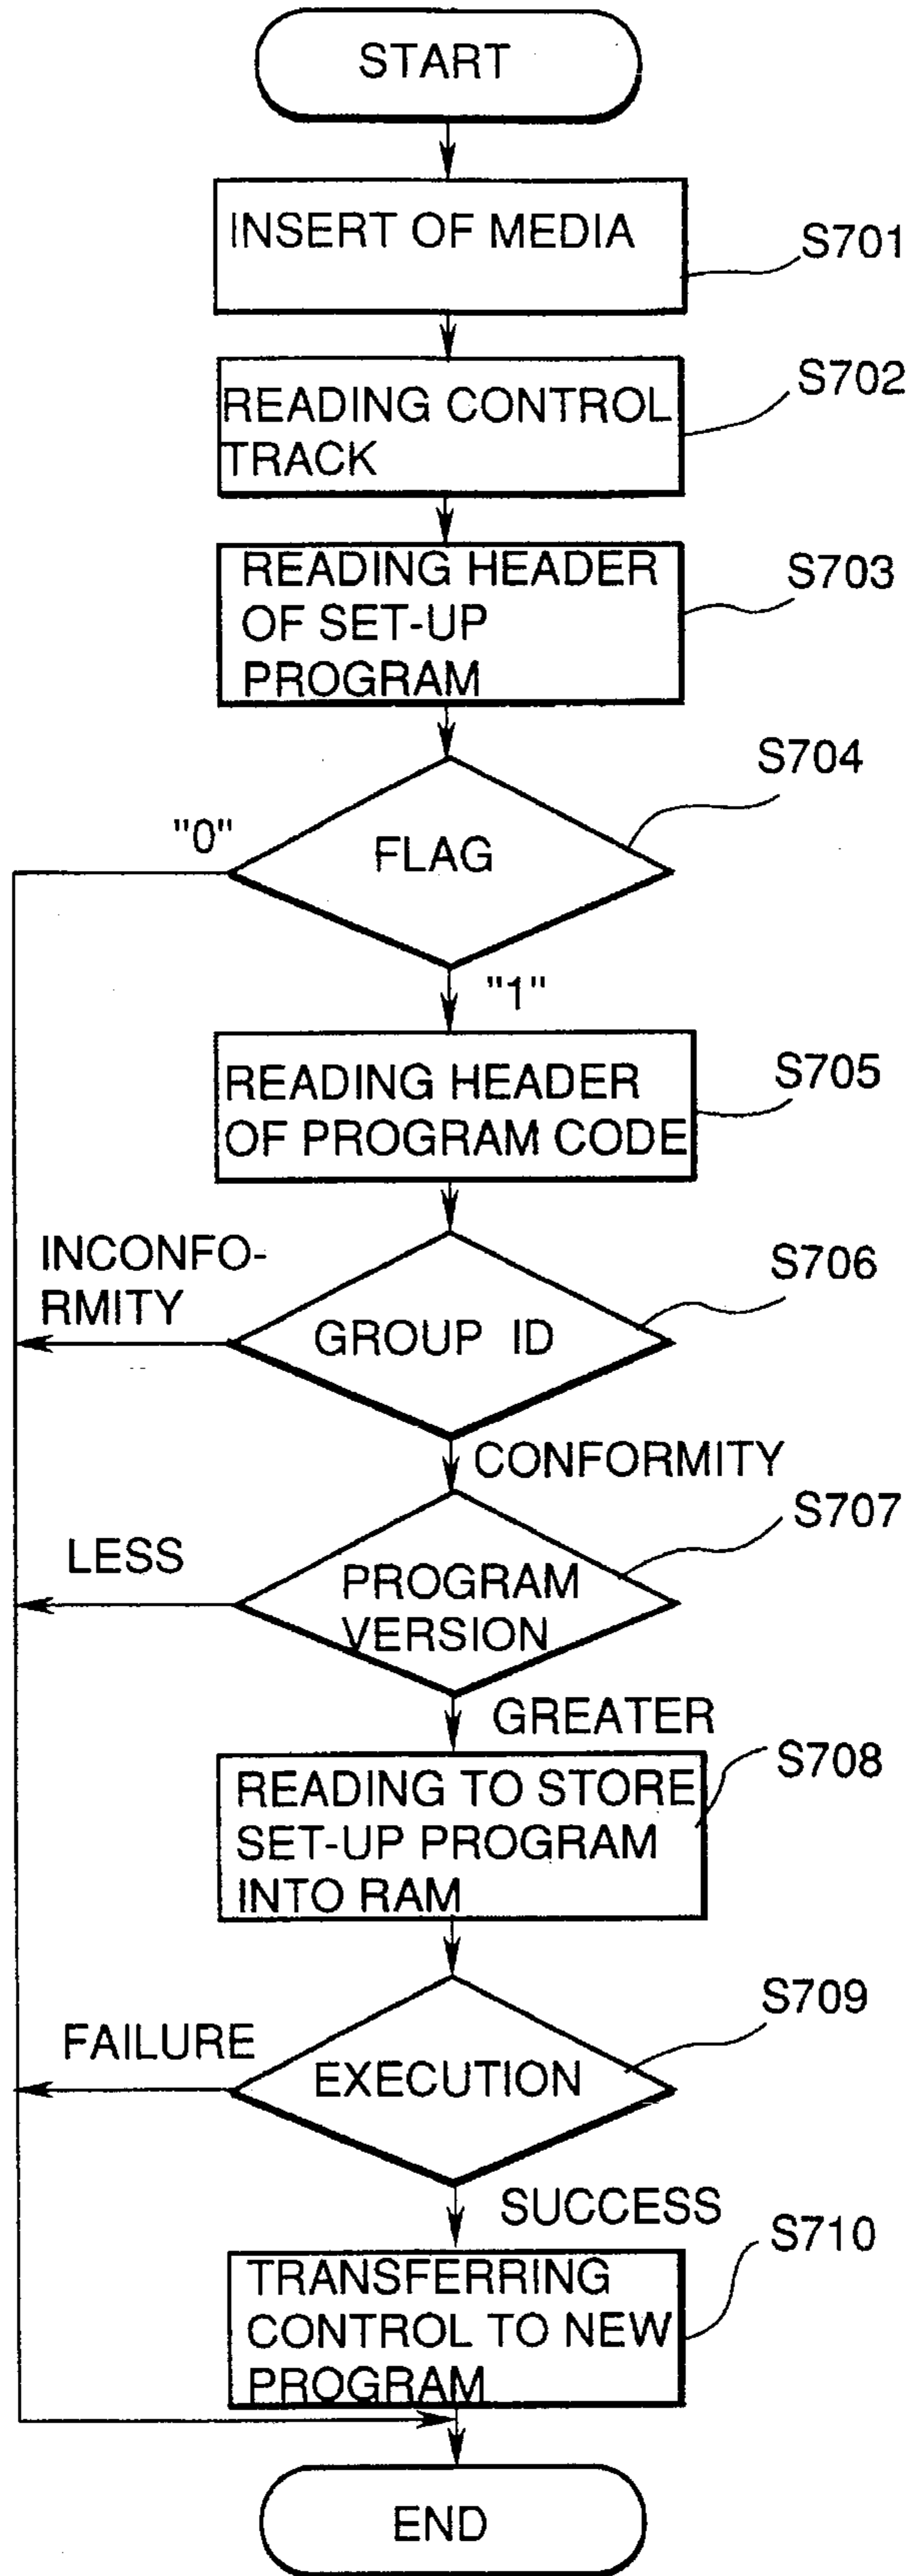 START
INSERT OF MEDIA
S701
READING CONTROL
TRACK
S702
READING HEADER
OF SET-UP
PROGRAM
S703
S704
"0"
FLAG
"1"
READING HEADER
OF PROGRAM CODE
S705
INCONFO-
RMITY
GROUP ID
S706
CONFORMITY
S707
LESS
PROGRAM
VERSION
GREATER
READING TO STORE
SET-UP PROGRAM
INTO RAM
S708
S709
FAILURE
EXECUTION
SUCCESS
TRANSFERRING
CONTROL TO NEW
PROGRAM
S710
END